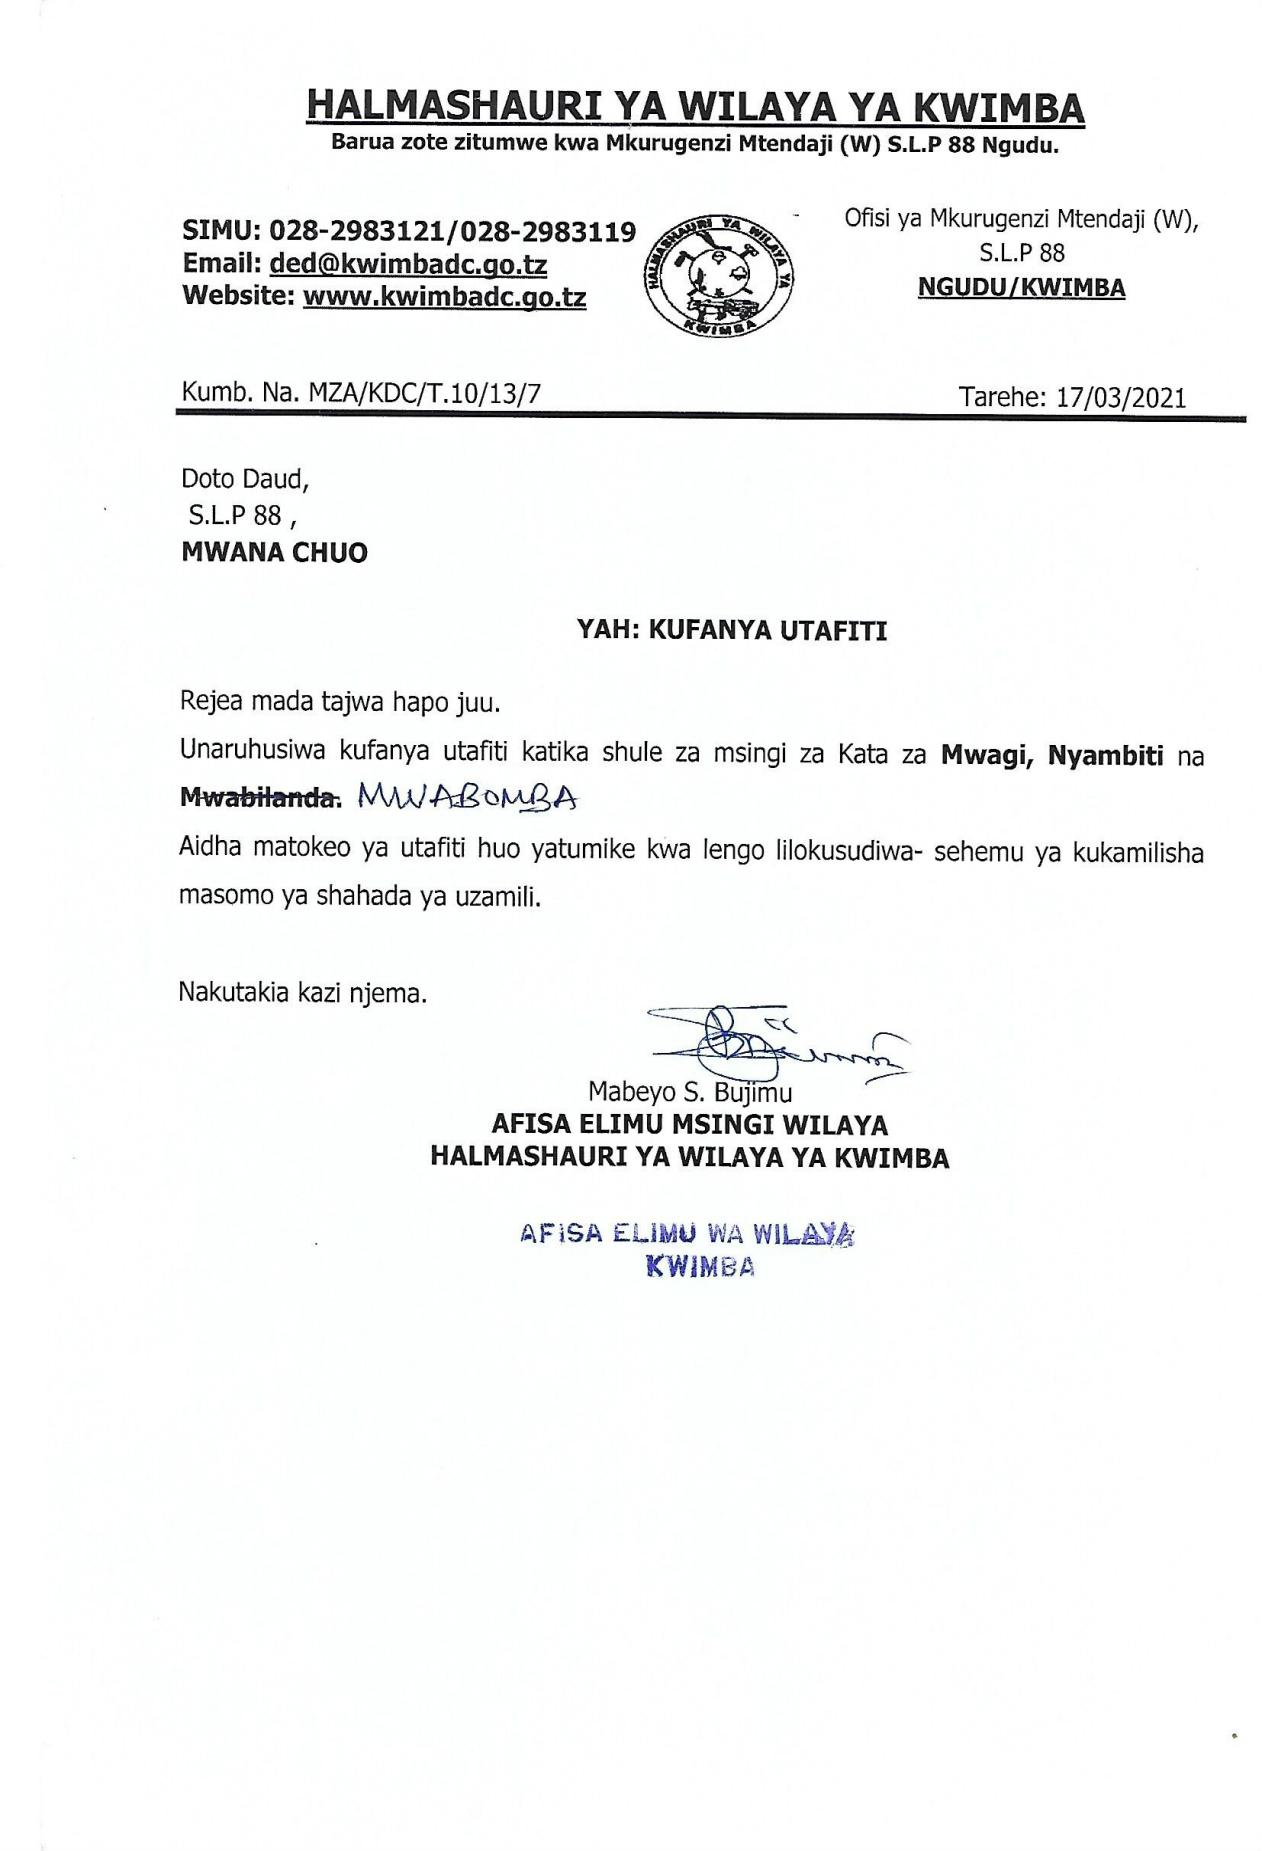 HALMASHAURI YA WILAYA YA KWIMBA
Barua zote zitumwe kwa Mkurugenzi Mtendaji (W) S.L.P 88 Ngudu.
SIMU: 028-2983121/028-2983119
Email: ded@kwimbadc.go.tz
Website: www.kwimbadc.go.tz
HALMASHAURI YA WILAYA YA
KWIMBA
Ofisi ya Mkurugenzi Mtendaji (W),
S.L.P 88
NGUDU/KWIMBA
Kumb. Na. MZA/KDC/T.10/13/7
Tarehe: 17/03/2021
Doto Daud,
S.L.P 88 ,
MWANA CHUO
YAH: KUFANYA UTAFITI
Rejea mada tajwa hapo juu.
Unaruhusiwa kufanya utafiti katika shule za msingi za Kata za Mwagi, Nyambiti na
Mwabilanda. MWABOMBA
Aidha matokeo ya utafiti huo yatumike kwa lengo lilokusudiwa- sehemu ya kukamilisha
masomo ya shahada ya uzamili.
Nakutakia kazi njema.
Mabeyo S. Bujimu
AFISA ELIMU MSINGI WILAYA
HALMASHAURI YA WILAYA YA KWIMBA
AFISA ELIMU WA WILAYA
KWIMBA